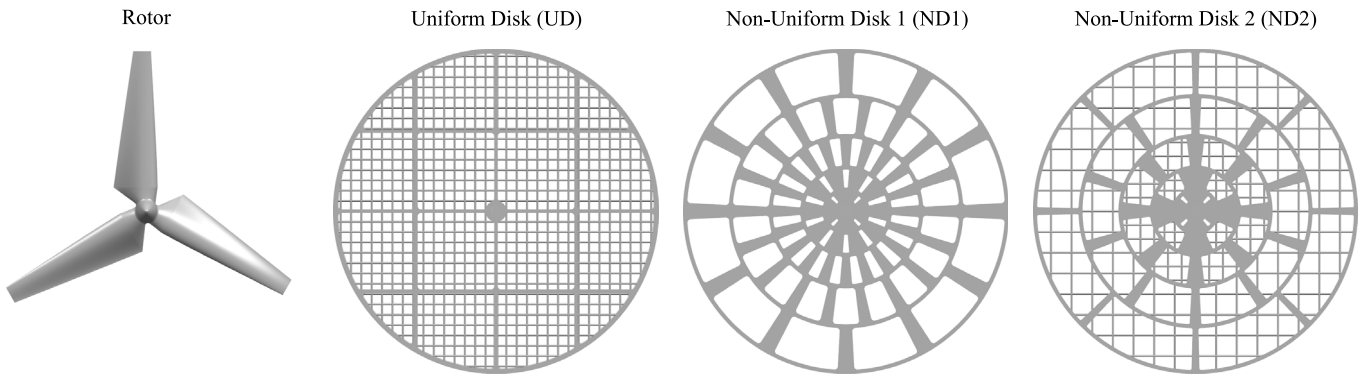 Rotor
Uniform Disk (UD)
Non-Uniform Disk 1 (ND1)
Non-Uniform Disk 2 (ND2)